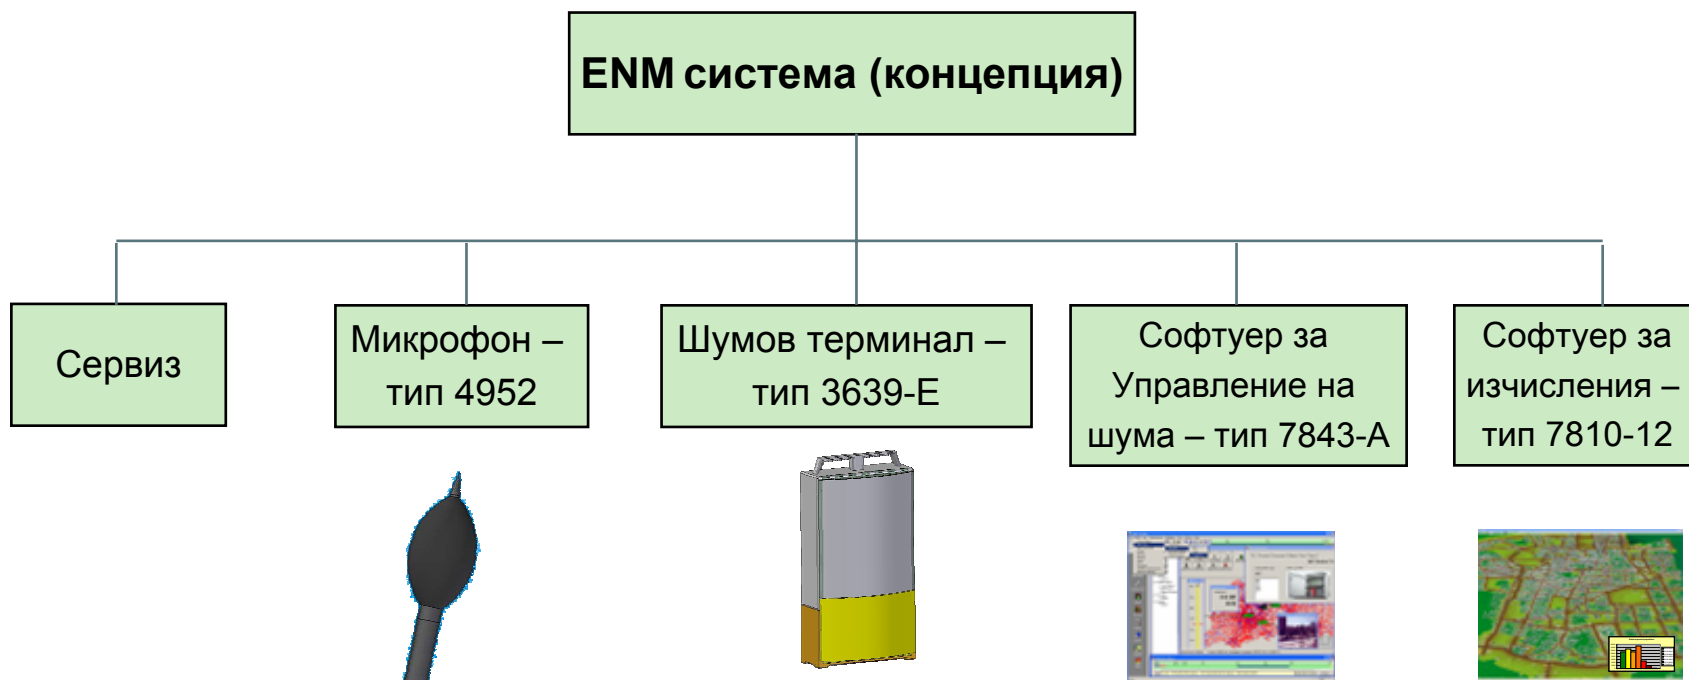 ENM система (концепция)
Сервиз
Микрофон –
тип 4952
Шумов терминал –
тип 3639-E
Софтуер за
Управление на
шума – тип 7843-A
Софтуер за
изчисления –
тип 7810-12